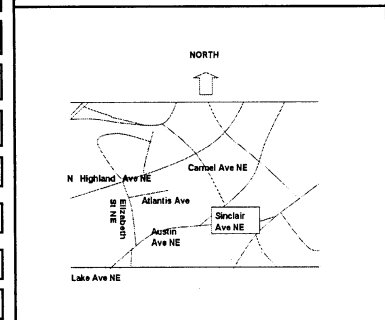 NORTH
Carmel Ave NE
N Highland Ave NE
Atlantis Ave
Elizabeth
St NE
Sinclair
Ave NE
Austin
Ave NE
Lake Ave NE